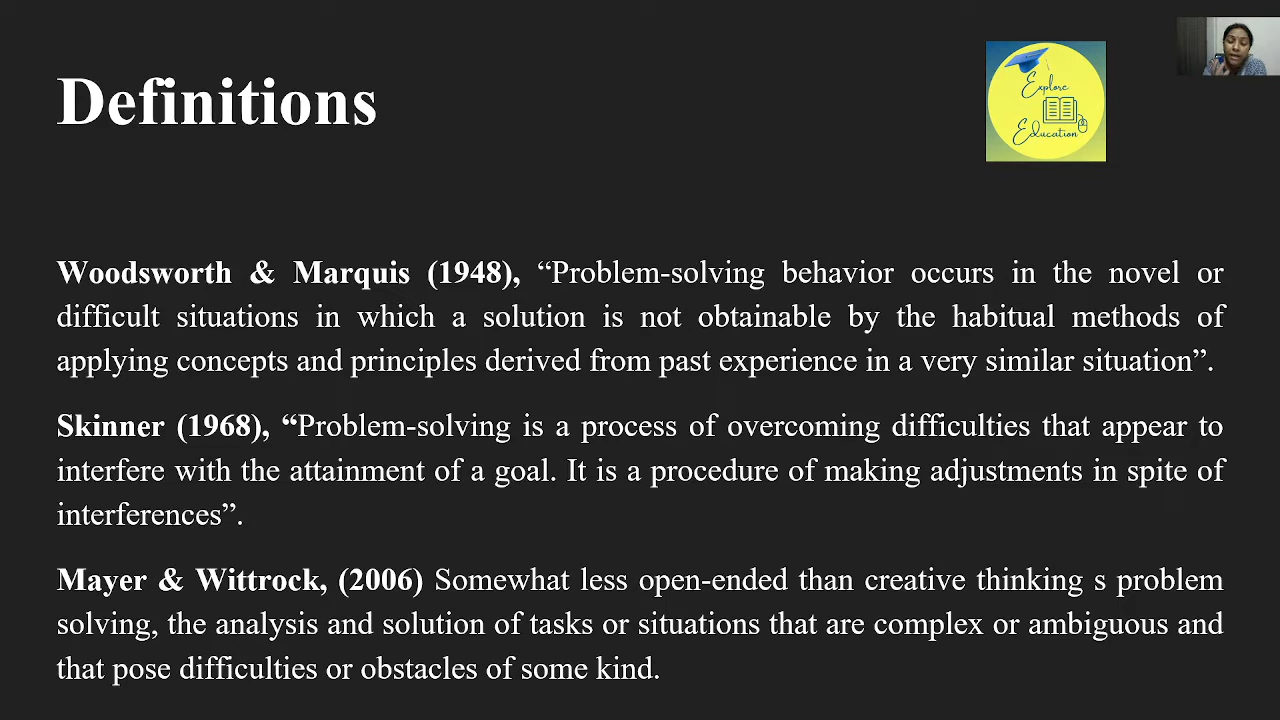 Definitions
Explore
Education
Woodsworth & Marquis (1948), “Problem-solving behavior occurs in the novel or
difficult situations in which a solution is not obtainable by the habitual methods of
applying concepts and principles derived from past experience in a very similar situation”.
Skinner (1968), “Problem-solving is a process of overcoming difficulties that appear to
interfere with the attainment of a goal. It is a procedure of making adjustments in spite of
interferences”.
Mayer & Wittrock, (2006) Somewhat less open-ended than creative thinking s problem
solving, the analysis and solution of tasks or situations that are complex or ambiguous and
that pose difficulties or obstacles of some kind.